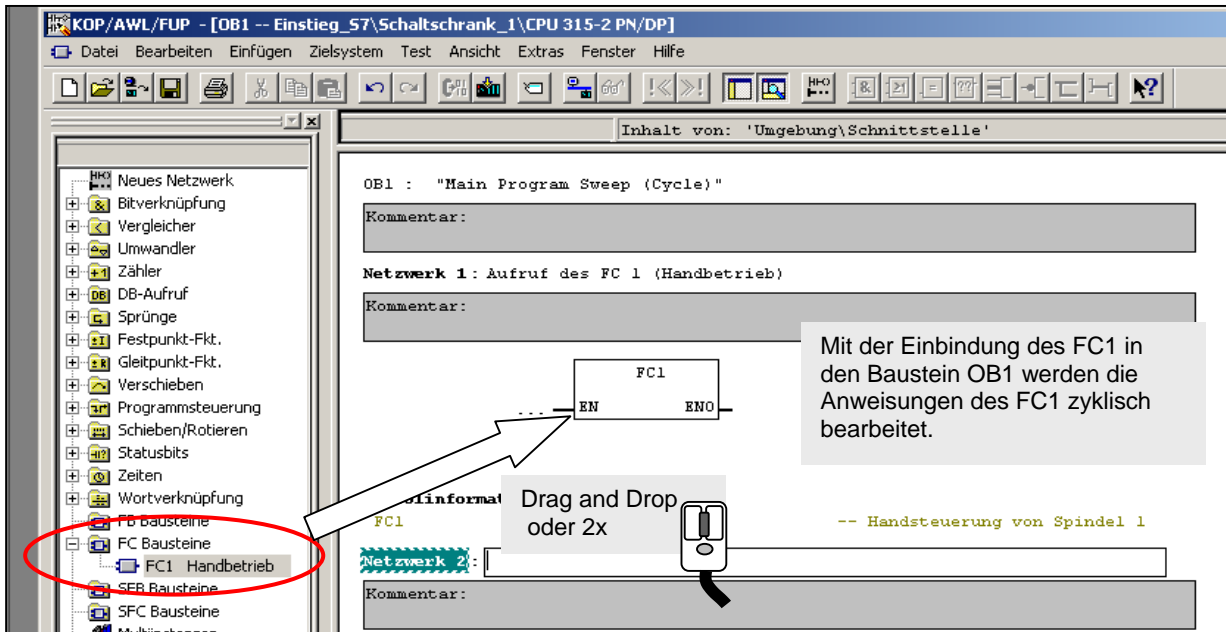 KOP/AWL/FUP - [OB1 -- Einstieg_S7\Schaltschrank_1\CPU 315-2 PN/DP]
Datei Bearbeiten Einfügen Zielsystem Test Ansicht Extras Fenster Hilfe
Inhalt von: 'Umgebung\Schnittstelle'
Neues Netzwerk
Bitverknüpfung
Vergleicher
Umwandler
Zähler
DB-Aufruf
Sprünge
Festpunkt-Fkt.
Gleitpunkt-Fkt.
Verschieben
Programmsteuerung
Schieben/Rotieren
Statusbits
Zeiten
Wortverknüpfung
FB Bausteine
FC Bausteine
FC1 Handbetrieb
SFB Bausteine
SFC Bausteine
Multiinstanzen
OB1 : "Main Program Sweep (Cycle)"
Kommentar:
Netzwerk 1: Aufruf des FC 1 (Handbetrieb)
Kommentar:
FC1
... EN ENO
Mit der Einbindung des FC1 in
den Baustein OB1 werden die
Anweisungen des FC1 zyklisch
bearbeitet.
Drag and Drop
oder 2x
FC1 -- Handsteuerung von Spindel 1
Netzwerk 2:
Kommentar: